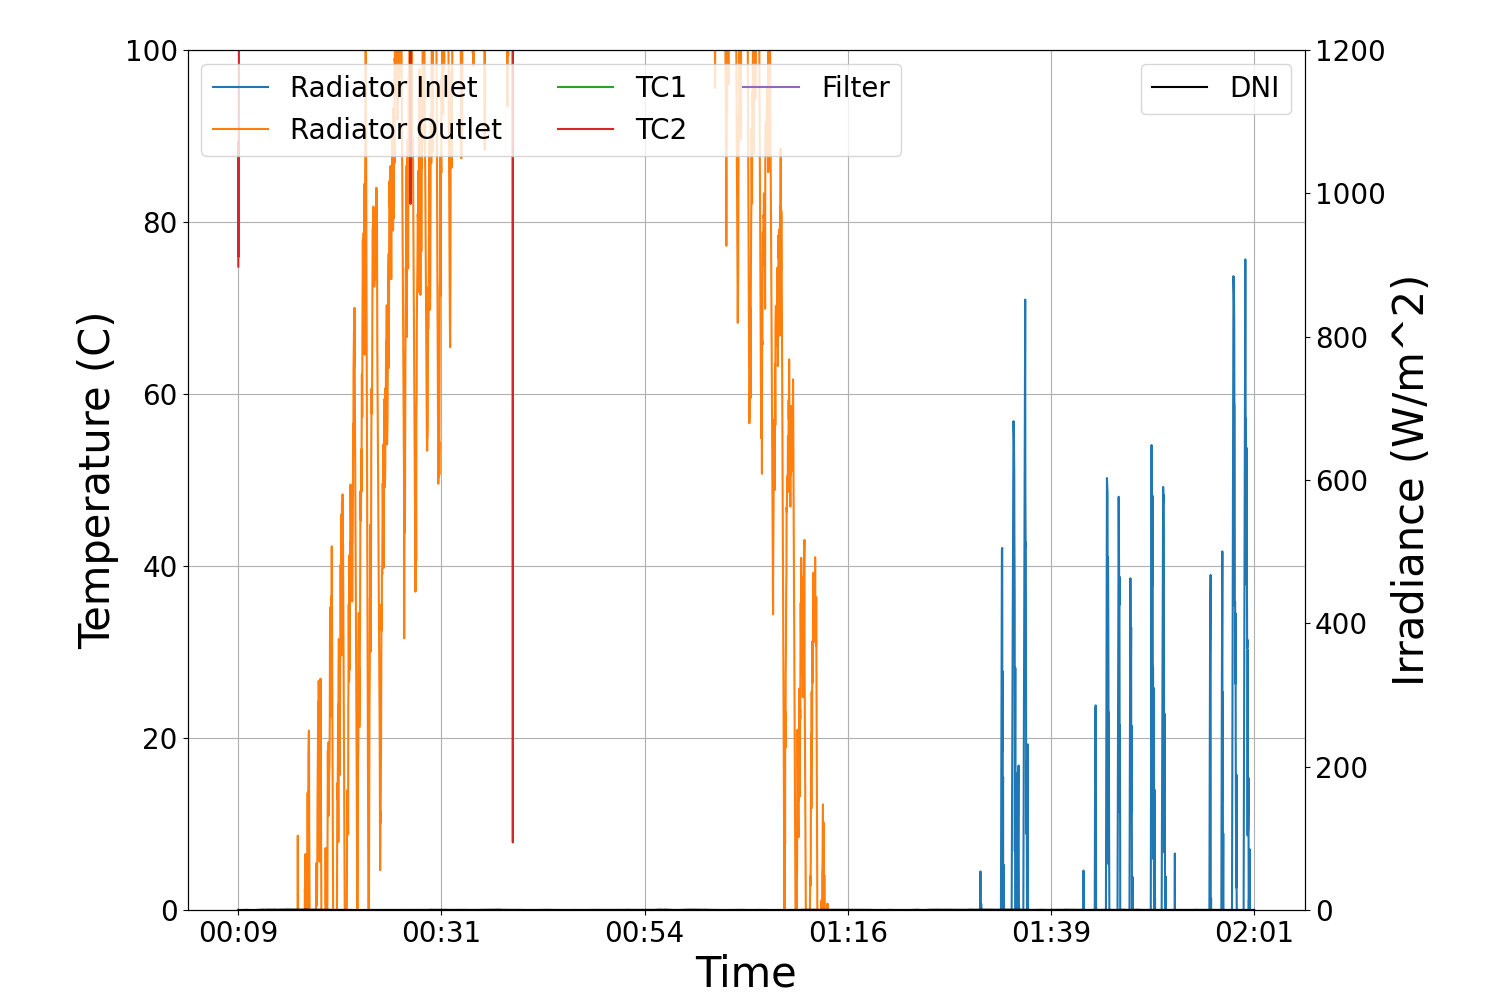 Radiator Inlet
Radiator Outlet
TC1
TC2
Filter
DNI
Temperature (C)
100
80
60
40
20
0
1200
1000
800
600
400
200
0
Irradiance (W/m^2)
00:09 00:31 00:54 01:16 01:39 02:01
Time